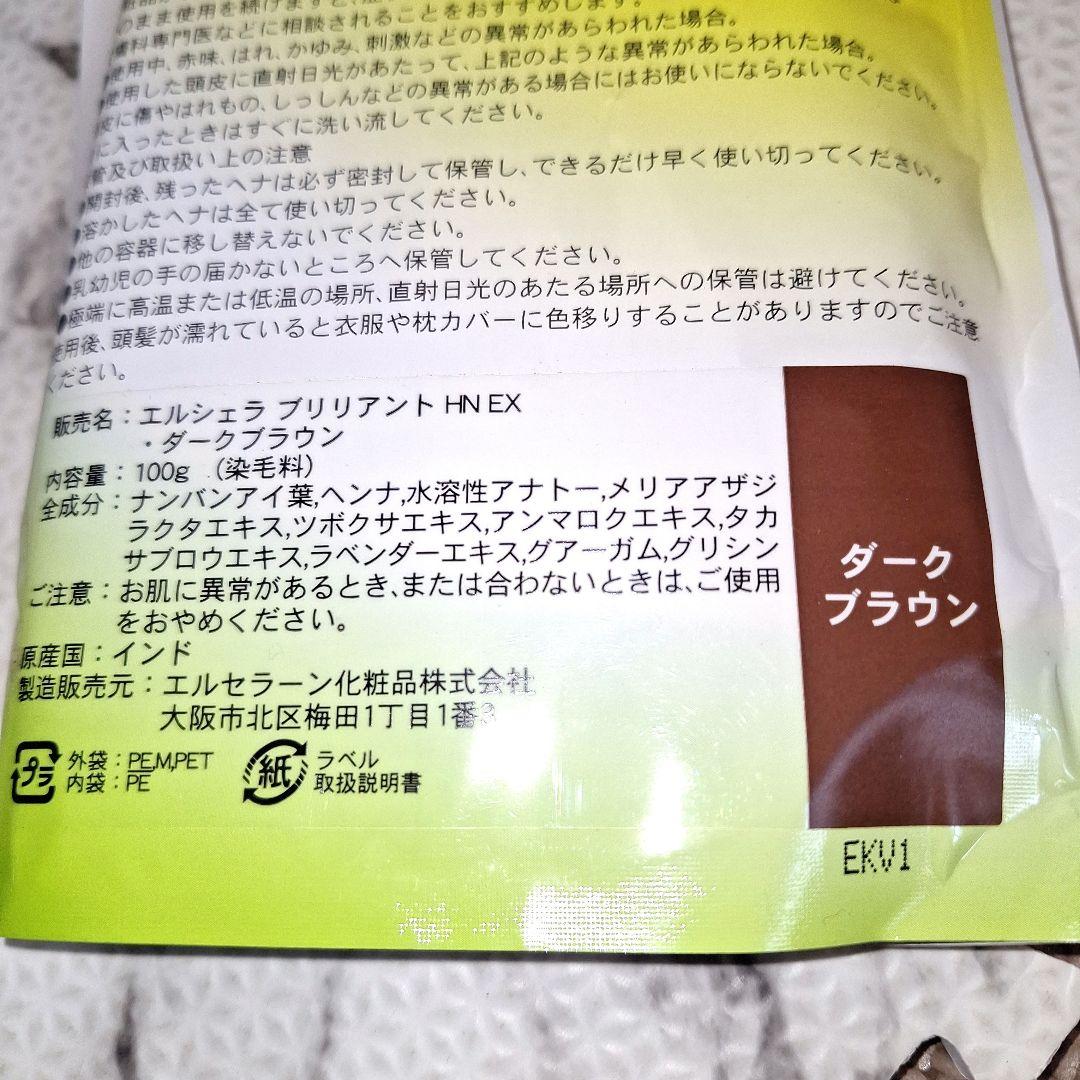 のまま使用を続けますと、
膚科専門医などに相談されることをおすすめします。
使用中、赤味、はれ、かゆみ、刺激などの異常があらわれた場合。
使用した頭皮に直射日光があたって、上記のような異常があらわれた場合。
皮に傷やはれもの、しっしんなどの異常がある場合にはお使いにならないでください。
に入ったときはすぐに洗い流してください。
管及び取扱い上の注意
●開封後、残ったヘナは必ず密封して保管し、できるだけ早く使い切ってください。
●溶かしたヘナは全て使い切ってください。
●他の容器に移し替えないでください。
●乳幼児の手の届かないところへ保管してください。
●極端に高温または低温の場所、直射日光のあたる場所への保管は避けてください。
使用後、頭髪が濡れていると衣服や枕カバーに色移りすることがありますのでご注意
ください。
販売名：エルシェラ ブリリアント HN EX
・ダークブラウン
内容量：100g （染毛料）
全成分：ナンバンアイ葉,ヘンナ,水溶性アナトー,メリアアザジ
ラクタエキス,ツボクサエキス,アンマロクエキス,タカ
サブロウエキス,ラベンダーエキス,グアーガム,グリシン
ご注意：お肌に異常があるとき、または合わないときは、ご使用
をおやめください。
原産国：インド
製造販売元：エルセラーン化粧品株式会社
大阪市北区梅田1丁目1番3
プラ 外袋：PE,M,PET
内袋：PE
紙 ラベル
取扱説明書
ダーク
ブラウン
EKV1